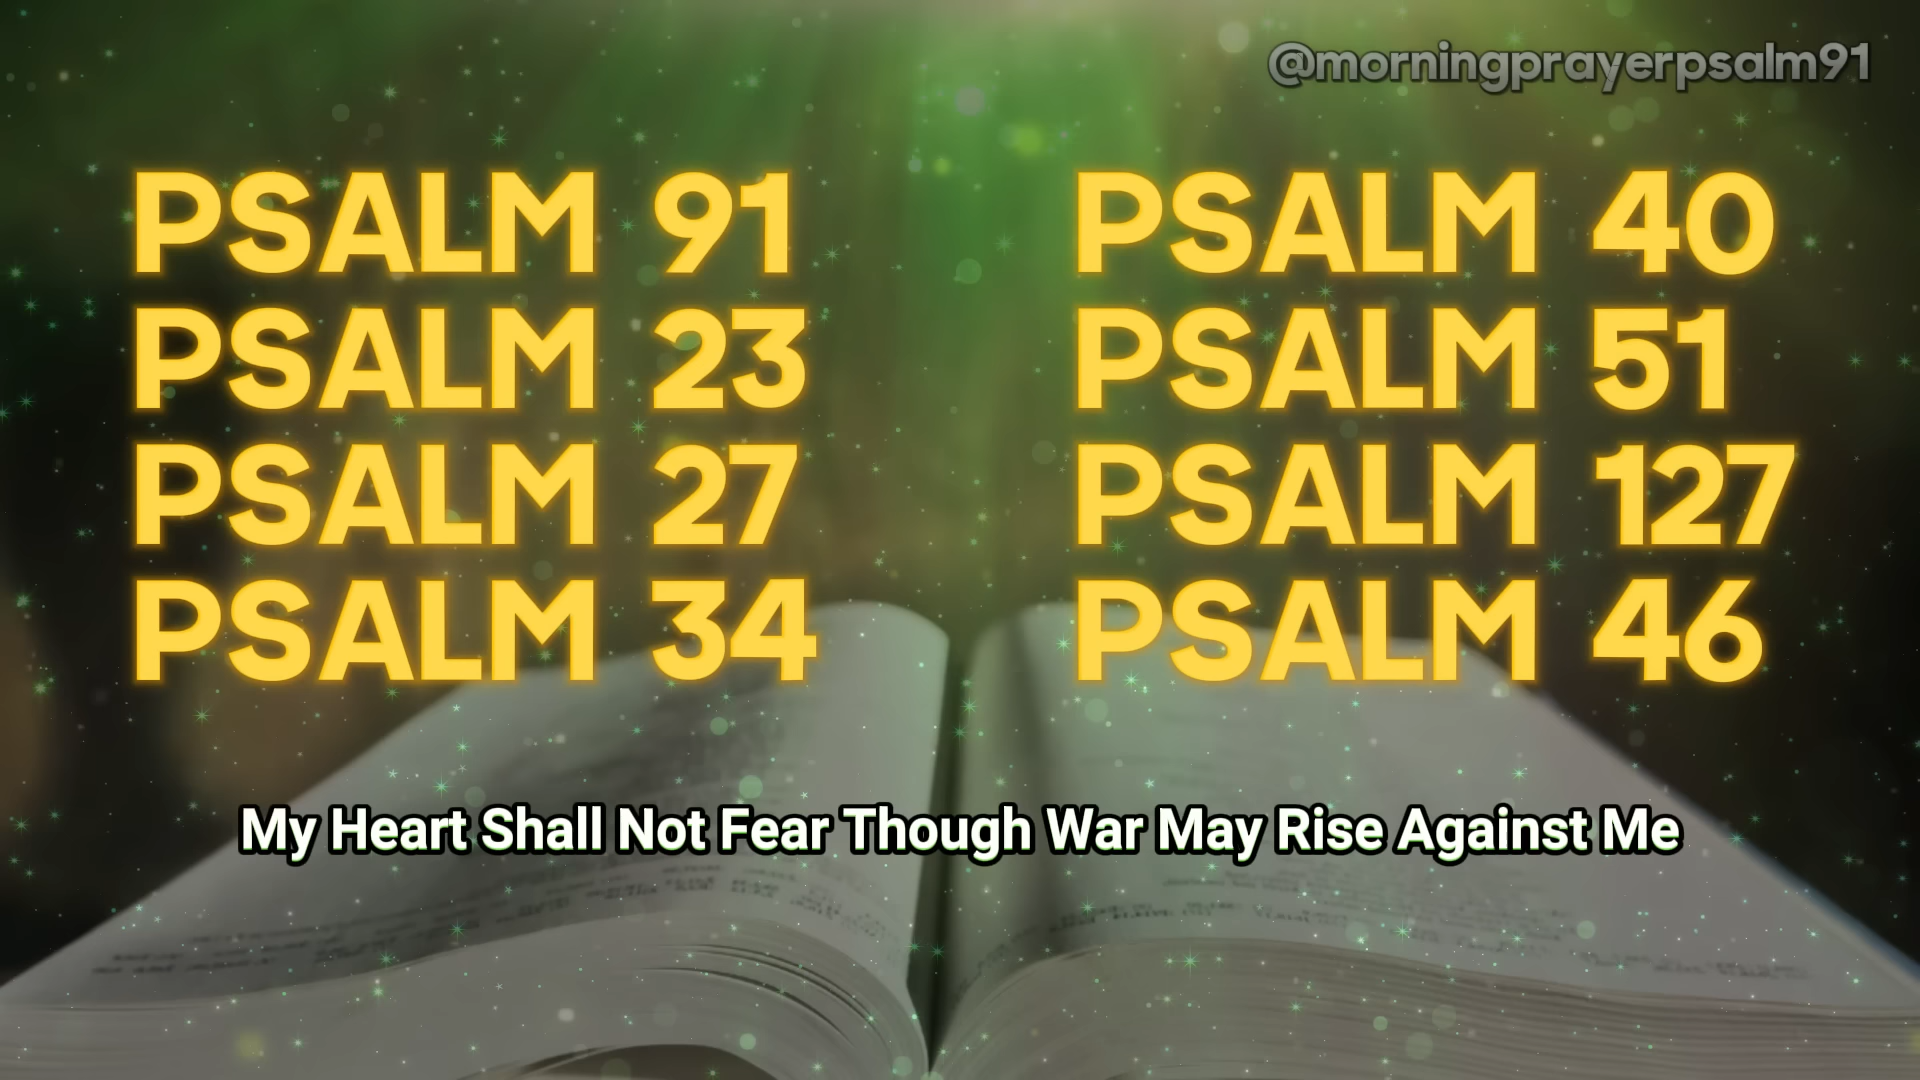 @morningprayerpsalm91
PSALM 91
PSALM 23
PSALM 27
PSALM 34
PSALM 40
PSALM 51
PSALM 127
PSALM 46
My Heart Shall Not Fear Though War May Rise Against Me